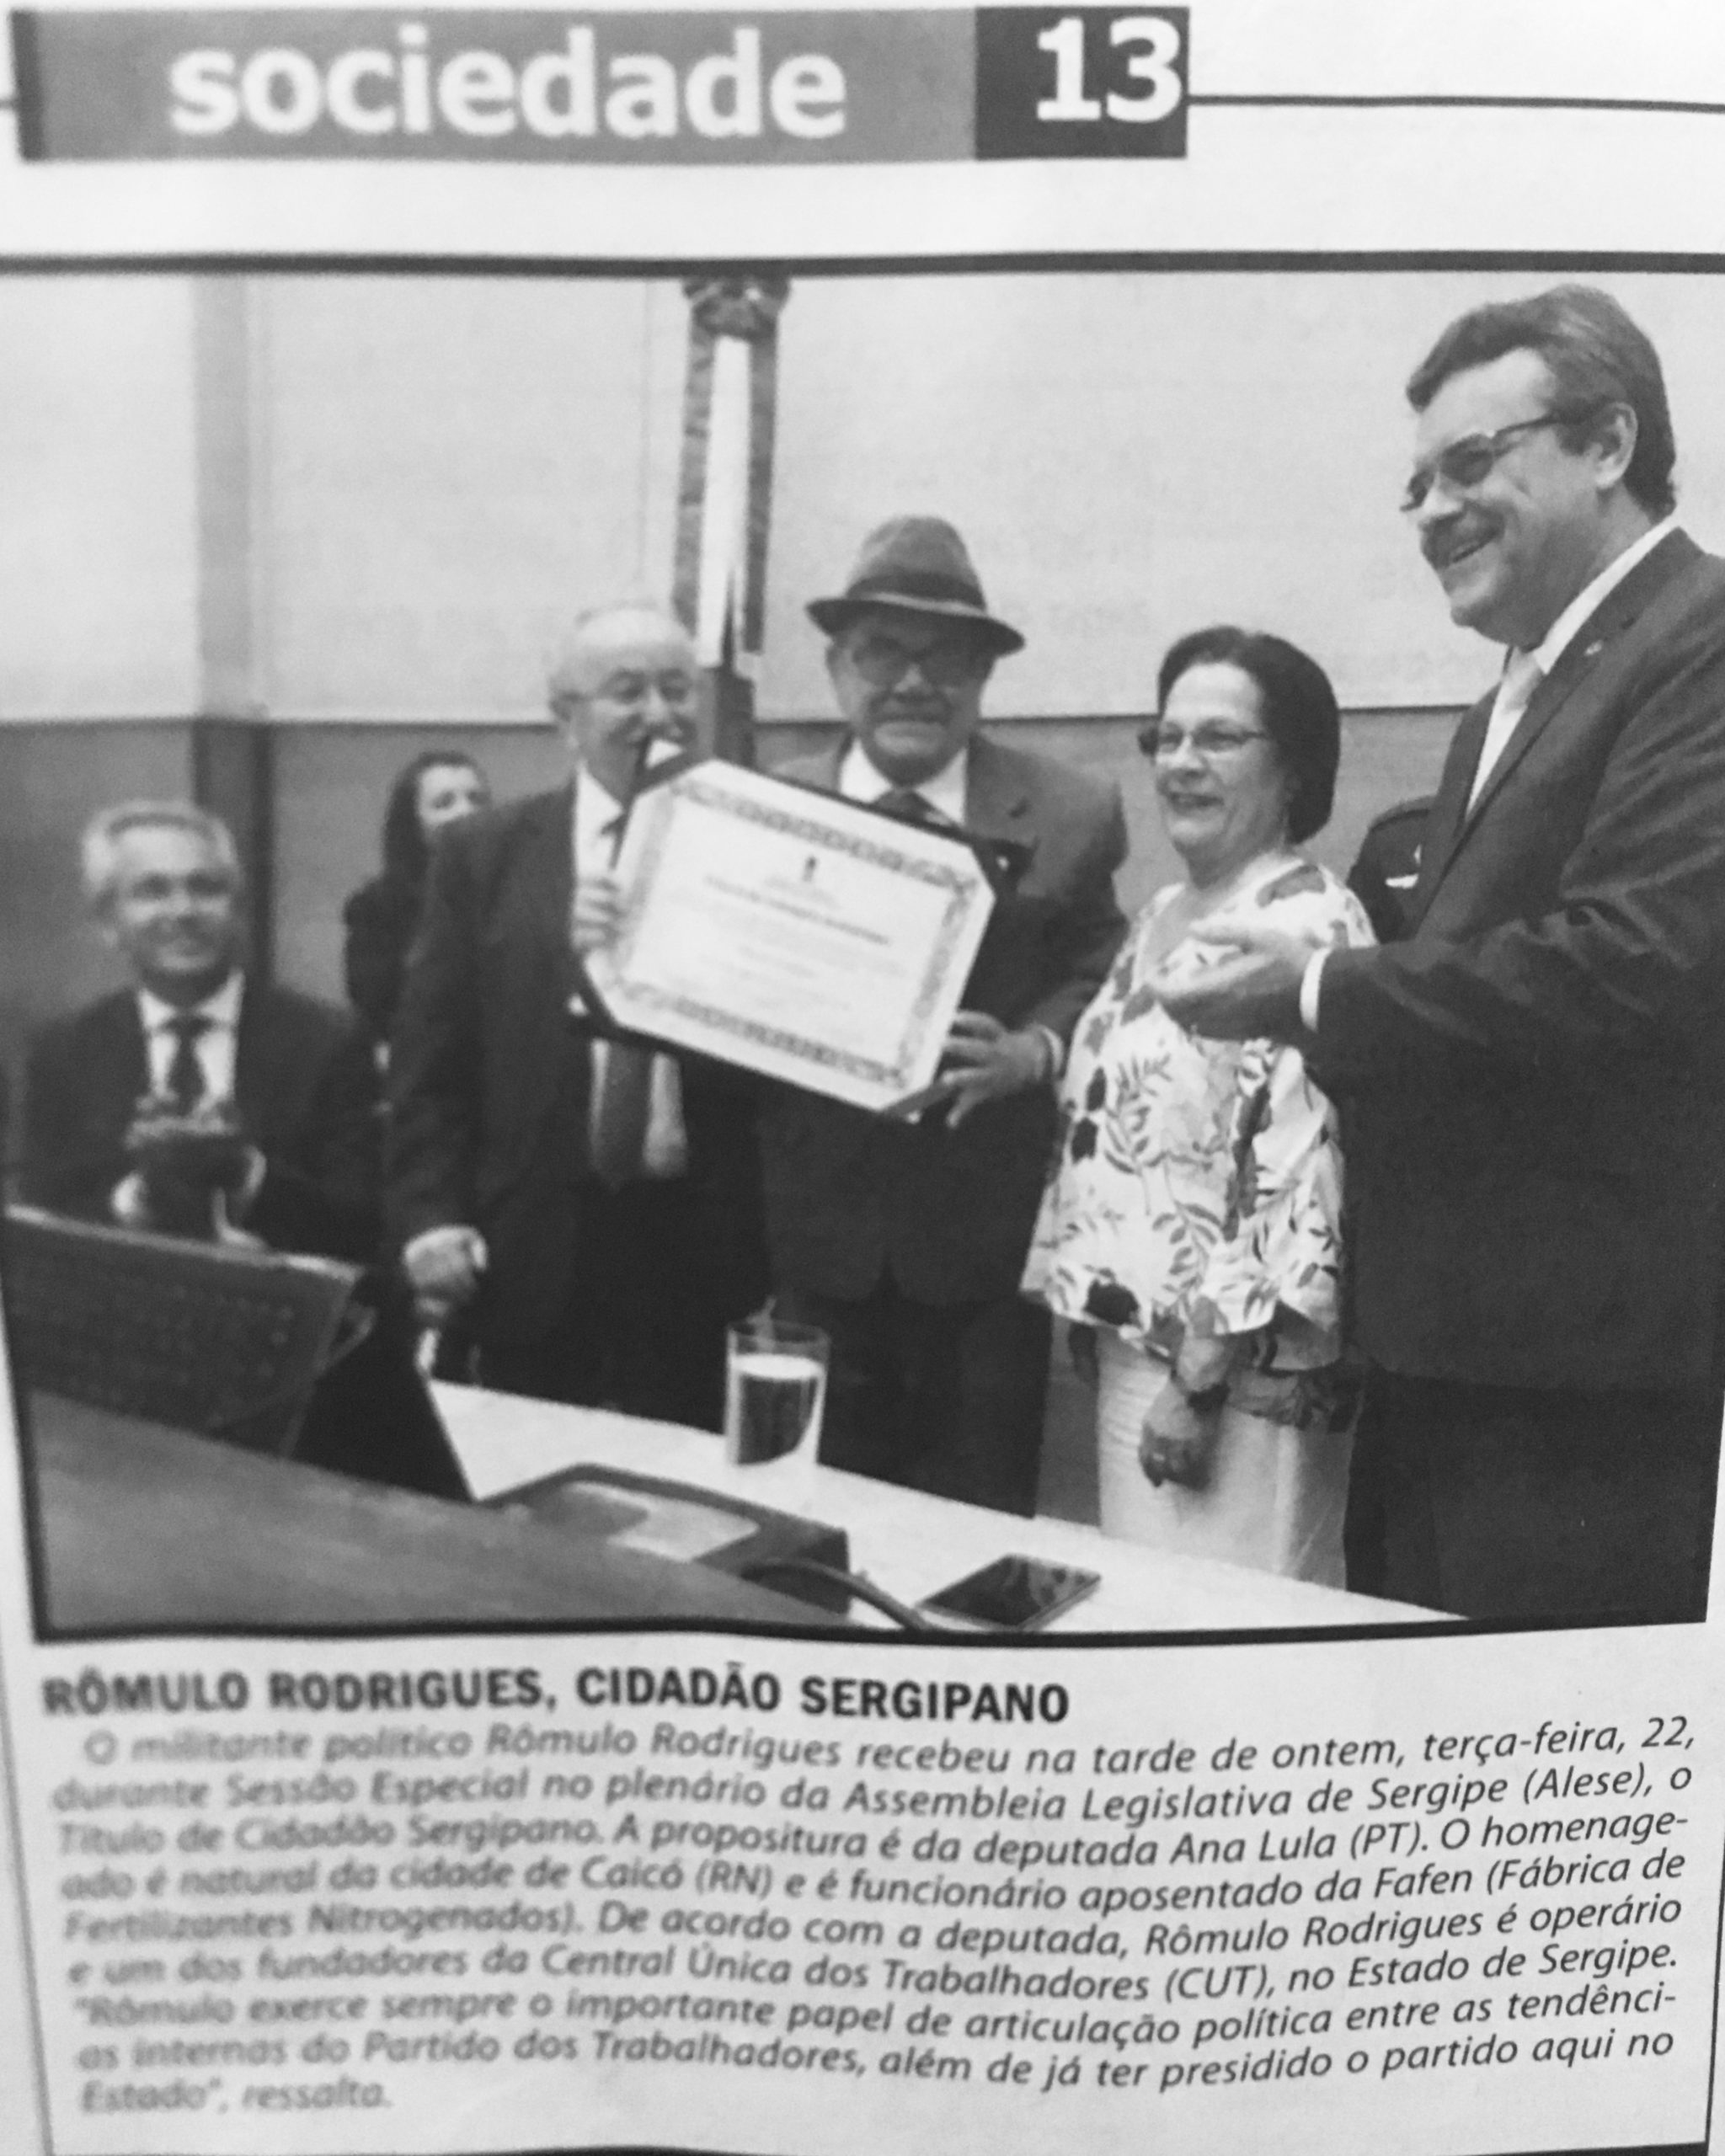 sociedade 13
RÔMULO RODRIGUES, CIDADÃO SERGIPANO
O militante político Rômulo Rodrigues recebeu na tarde de ontem, terça-feira, 22,
durante Sessão Especial no plenário da Assembleia Legislativa de Sergipe (Alese), o
Título de Cidadão Sergipano. A propositura é da deputada Ana Lula (PT). O homenage-
ado é natural da cidade de Caicó (RN) e é funcionário aposentado da Fafen (Fábrica de
Fertilizantes Nitrogenados). De acordo com a deputada, Rômulo Rodrigues é operário
e um dos fundadores da Central Única dos Trabalhadores (CUT), no Estado de Sergipe.
"Rômulo exerce sempre o importante papel de articulação política entre as tendênci-
as internas do Partido dos Trabalhadores, além de já ter presidido o partido aqui no
Estado", ressalta.